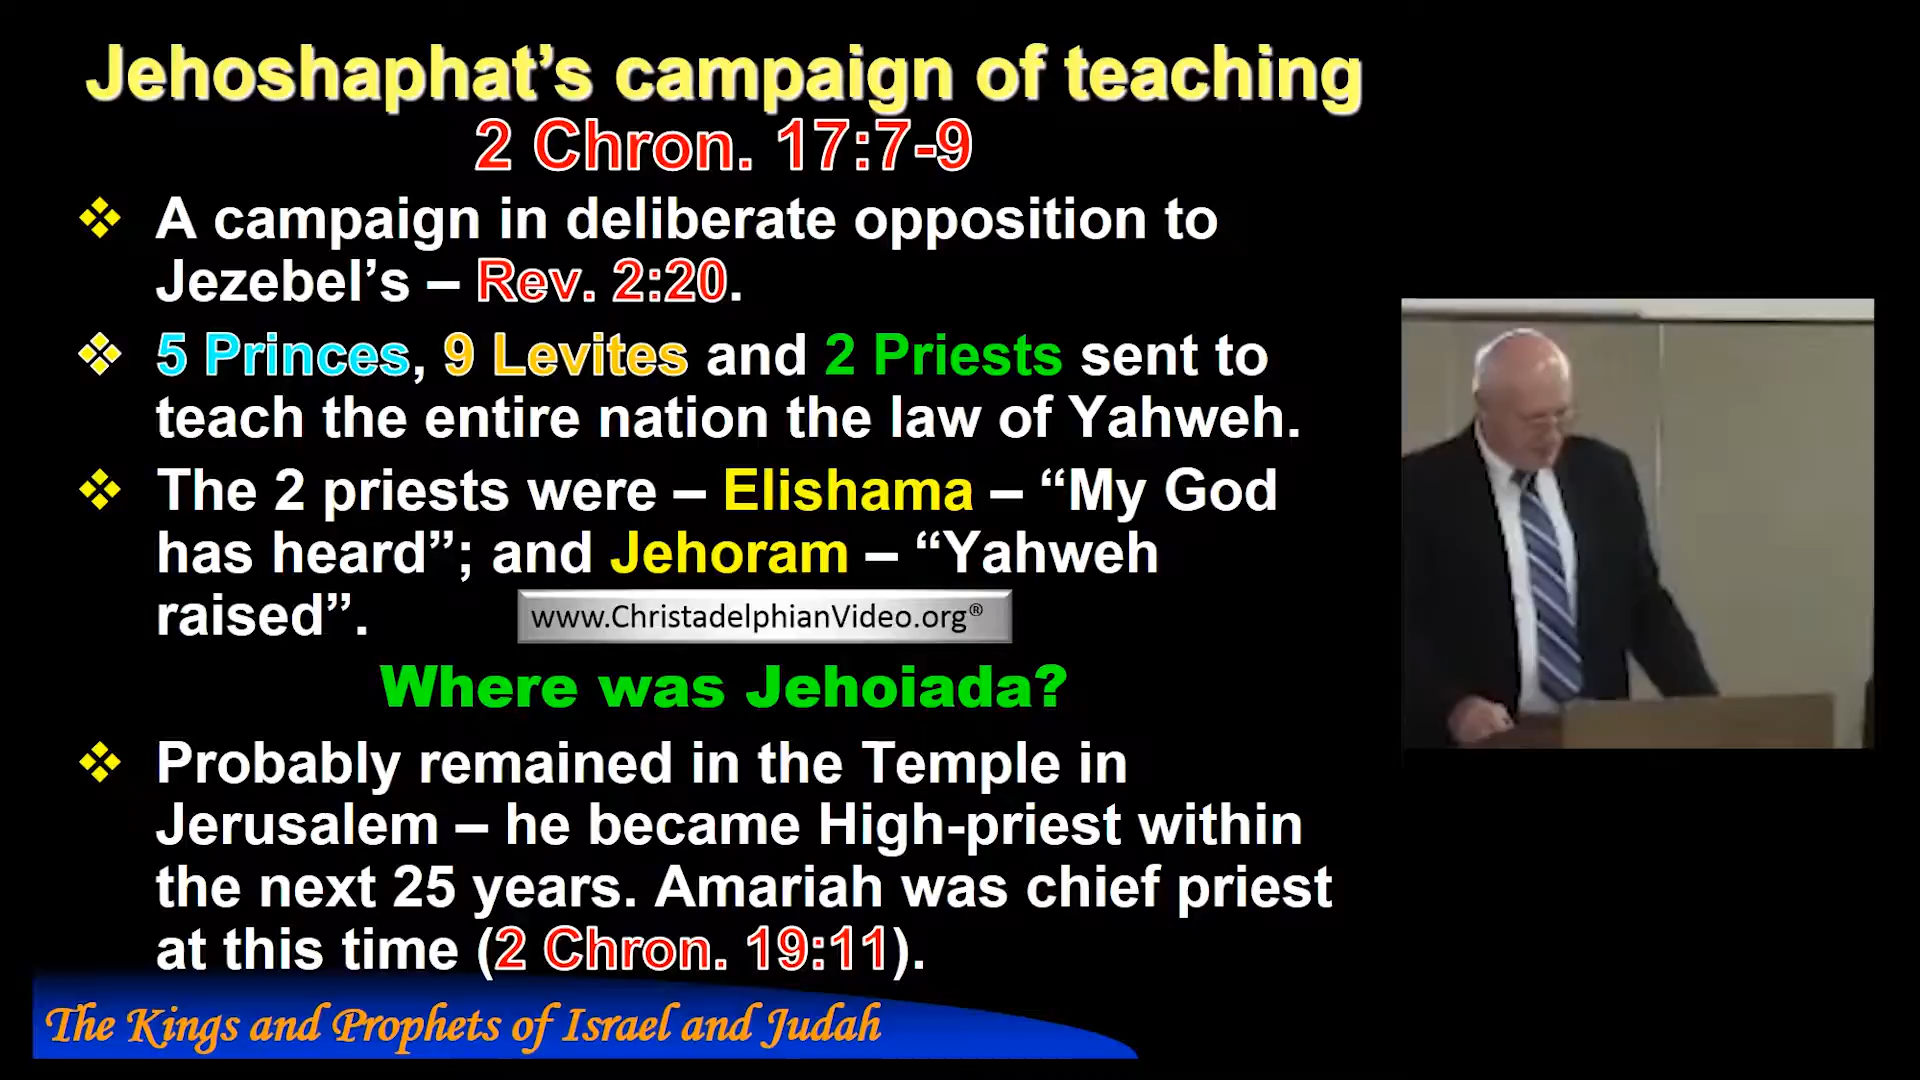 Jehoshaphat’s campaign of teaching
2 Chron. 17:7-9
❖ A campaign in deliberate opposition to
Jezebel’s – Rev. 2:20.
❖ 5 Princes, 9 Levites and 2 Priests sent to
teach the entire nation the law of Yahweh.
❖ The 2 priests were – Elishama – “My God
has heard”; and Jehoram – “Yahweh
raised”.
www.ChristadelphianVideo.org®
Where was Jehoiada?
❖ Probably remained in the Temple in
Jerusalem – he became High-priest within
the next 25 years. Amariah was chief priest
at this time (2 Chron. 19:11).
The Kings and Prophets of Israel and Judah